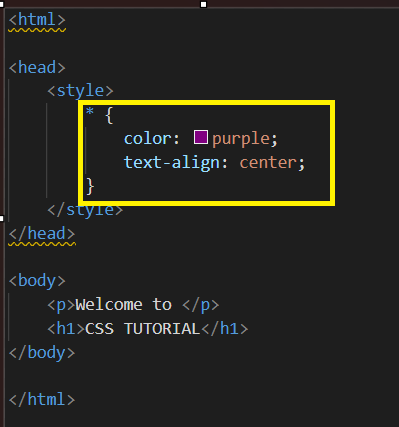 <html>
<head>
<style>
* {
color: purple;
text-align: center;
}
</style>
</head>
<body>
<p>Welcome to </p>
<h1>CSS TUTORIAL</h1>
</body>
</html>